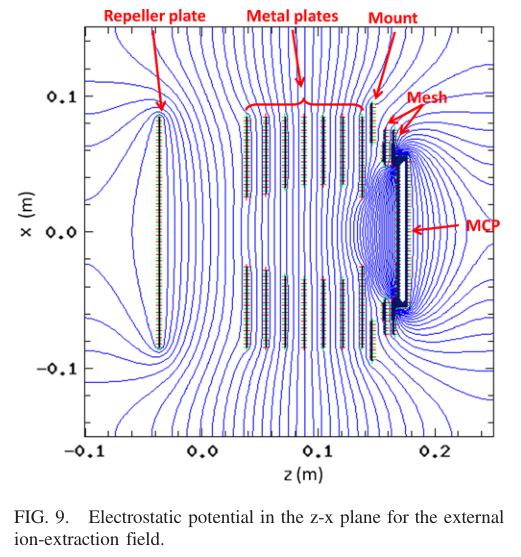 Repeller plate
Metal plates
Mount
Mesh
MCP
0.1
0.0
−0.1
x (m)
−0.1
0.0
0.1
0.2
z (m)
FIG. 9. Electrostatic potential in the z-x plane for the external
ion-extraction field.